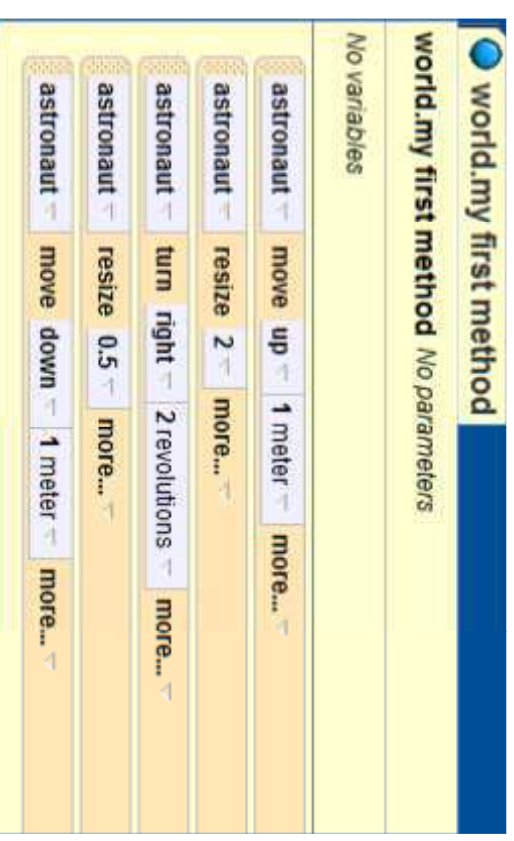 world.my first method
world.my first method No parameters
No variables
astronaut move up 1 meter more...
astronaut resize 2 more...
astronaut turn right 2 revolutions more...
astronaut resize 0.5 more...
astronaut move down 1 meter more...